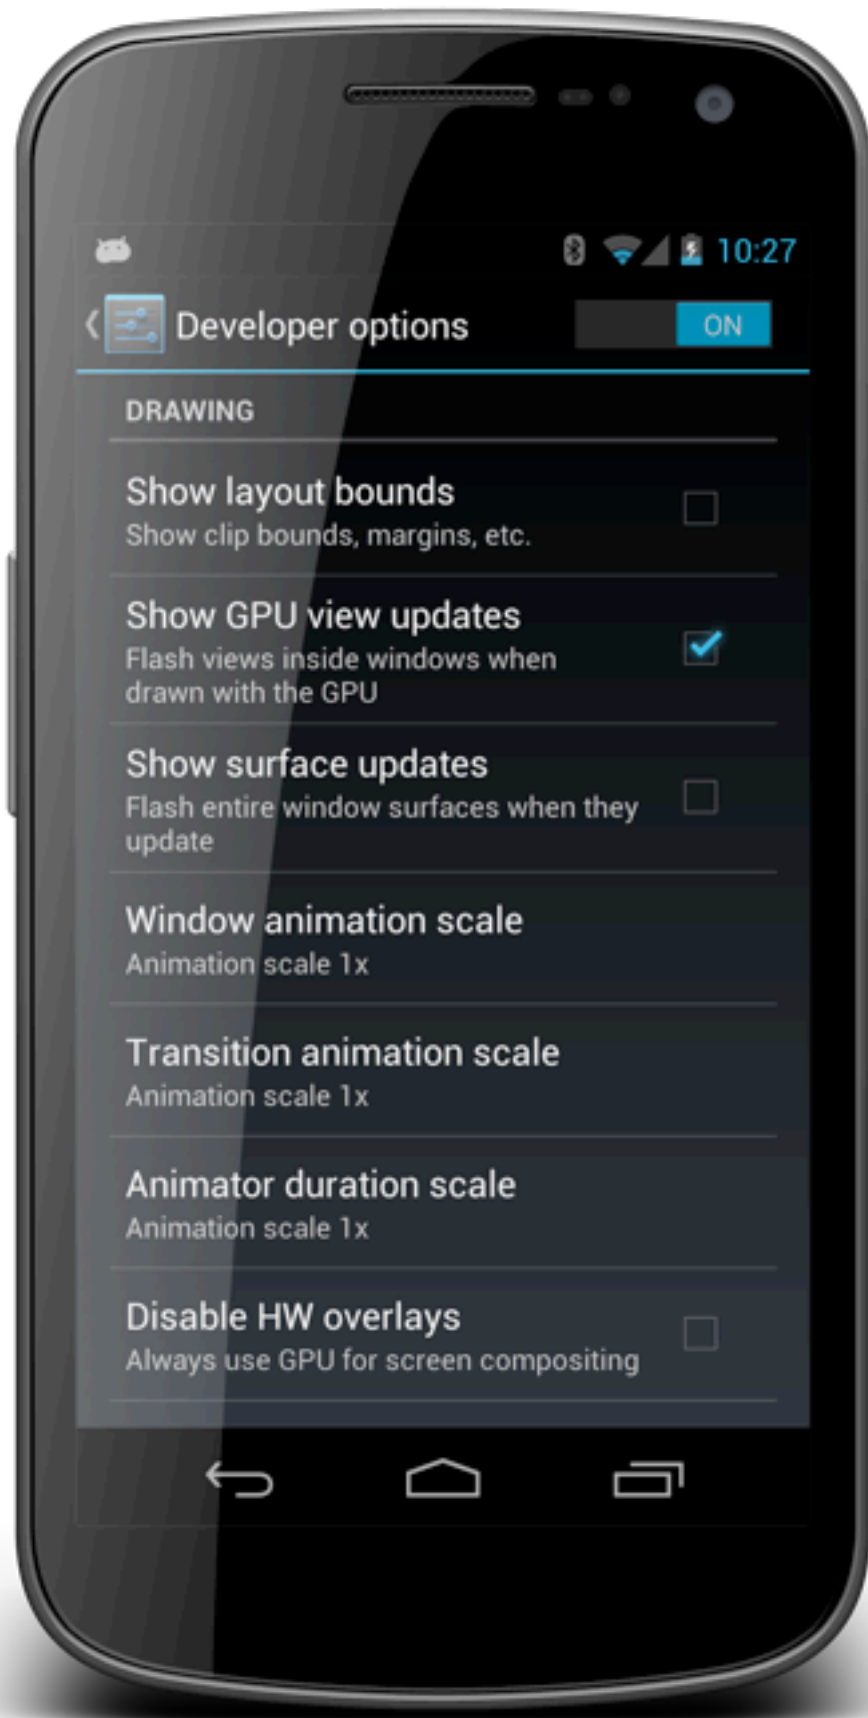 10:27
Developer options
ON
DRAWING
Show layout bounds
Show clip bounds, margins, etc.
Show GPU view updates
Flash views inside windows when
drawn with the GPU
Show surface updates
Flash entire window surfaces when they
update
Window animation scale
Animation scale 1x
Transition animation scale
Animation scale 1x
Animator duration scale
Animation scale 1x
Disable HW overlays
Always use GPU for screen compositing